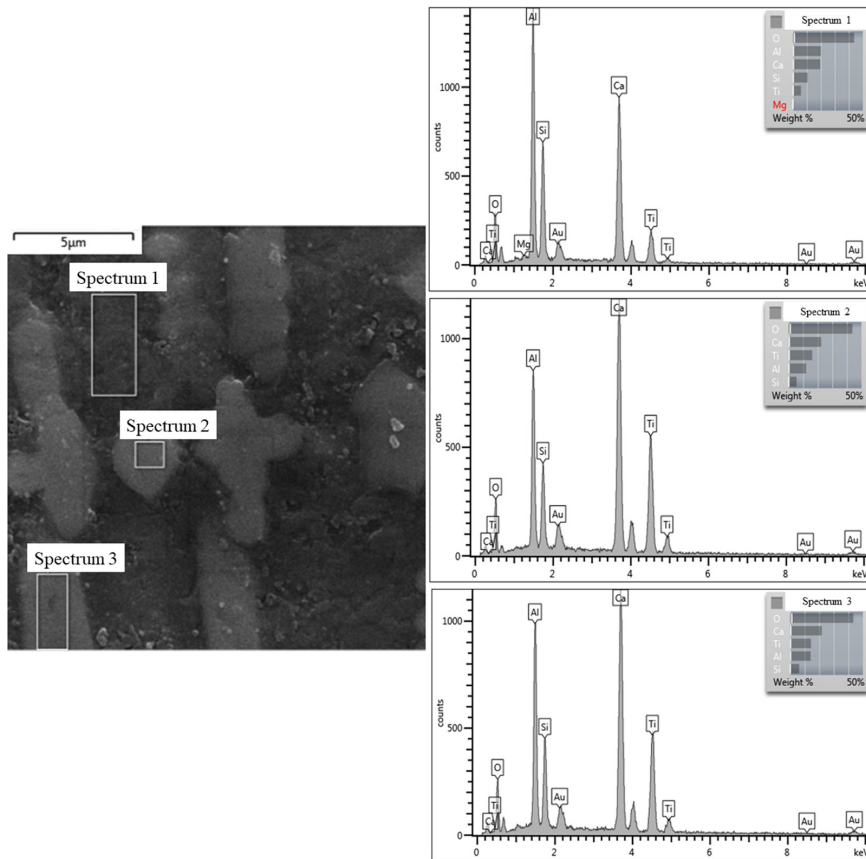 5μm
Spectrum 1
Spectrum 2
Spectrum 3
Al
Ca
Si
O
Ti
Ca
Mg
Au
Ti
Ti
Au
Au
1000
500
0
counts
0 2 4 6 8 keV
Spectrum 1
O
Al
Ca
Si
Ti
Mg
Weight % 50%
Ca
Al
Ti
Si
O
Ti
Ca
Au
Ti
Au
Au
1000
500
0
counts
0 2 4 6 8 keV
Spectrum 2
O
Ca
Ti
Al
Si
Weight % 50%
Ca
Al
Ti
Si
O
Ti
Ca
Au
Ti
Au
Au
1000
500
0
counts
0 2 4 6 8 keV
Spectrum 3
O
Ca
Ti
Al
Si
Weight % 50%